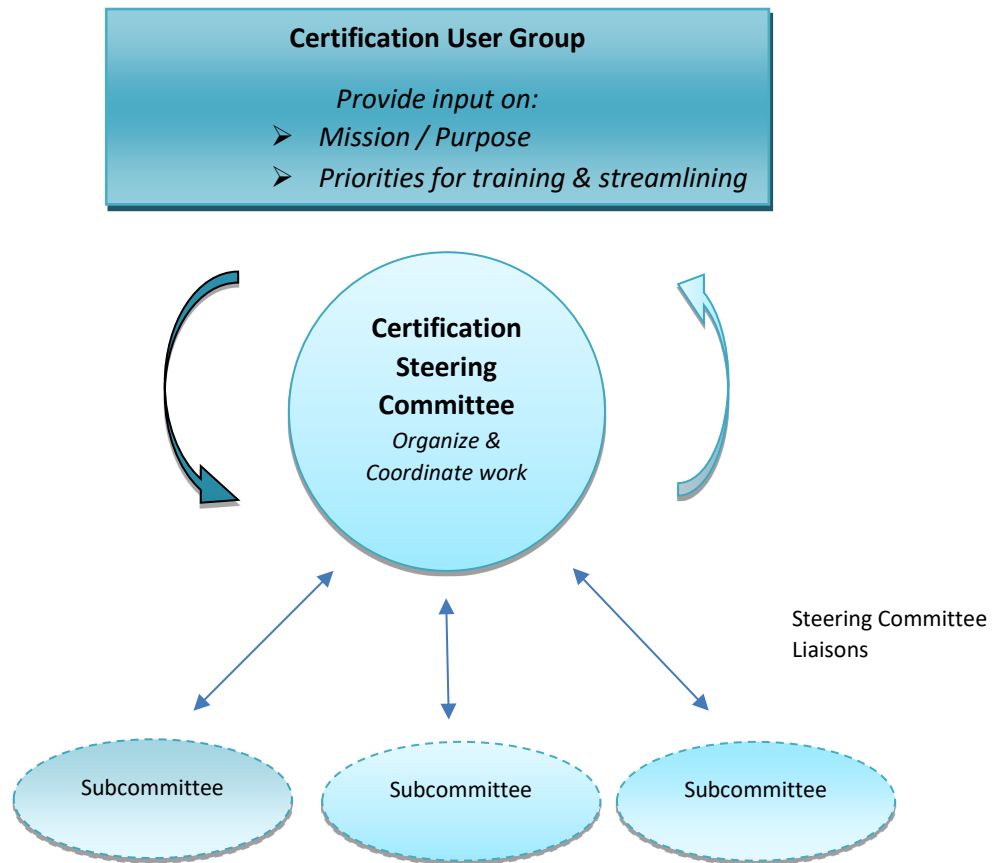 Certification User Group
Provide input on:
➢ Mission / Purpose
➢ Priorities for training & streamlining
Certification
Steering
Committee
Organize &
Coordinate work
Steering Committee
Liaisons
Subcommittee
Subcommittee
Subcommittee